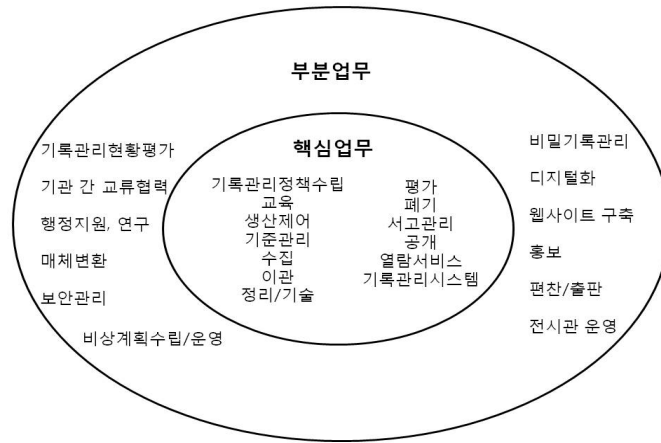 부분업무
핵심업무
기록관리현황평가
기관 간 교류협력
행정지원, 연구
매체변환
보안관리
비상계획수립/운영
기록관리정책수립
교육
생산제어
기준관리
수집
이관
정리/기술
평가
폐기
서고관리
공개
열람서비스
기록관리시스템
비밀기록관리
디지털화
웹사이트 구축
홍보
편찬/출판
전시관 운영